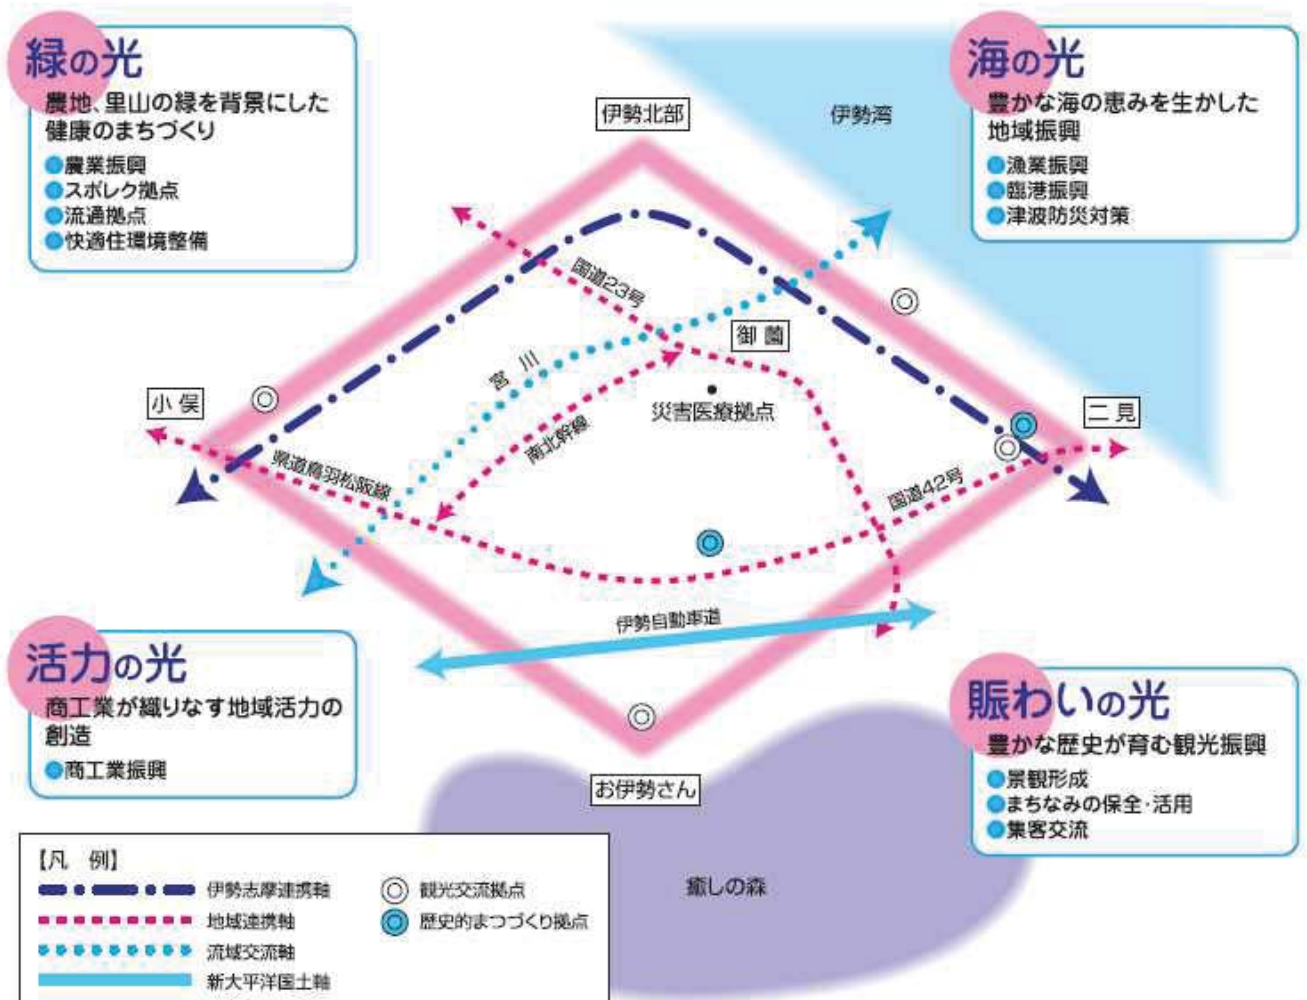 緑の光
農地、里山の緑を背景にした
健康のまちづくり
●農業振興
●スポレク拠点
●流通拠点
●快適住環境整備
海の光
豊かな海の恵みを生かした
地域振興
●漁業振興
●臨港振興
●津波防災対策
伊勢北部
伊勢湾
国道23号
御薗
宮川
小俣
災害医療拠点
二見
南北幹線
県道鳥羽松阪線
国道42号
伊勢自動車道
活力の光
商工業が織りなす地域活力の
創造
●商工業振興
賑わいの光
豊かな歴史が育む観光振興
●景観形成
●まちなみの保全・活用
●集客交流
お伊勢さん
癒しの森
【凡 例】
伊勢志摩連携軸
地域連携軸
流域交流軸
新大平洋国土軸
観光交流拠点
歴史的まつづくり拠点